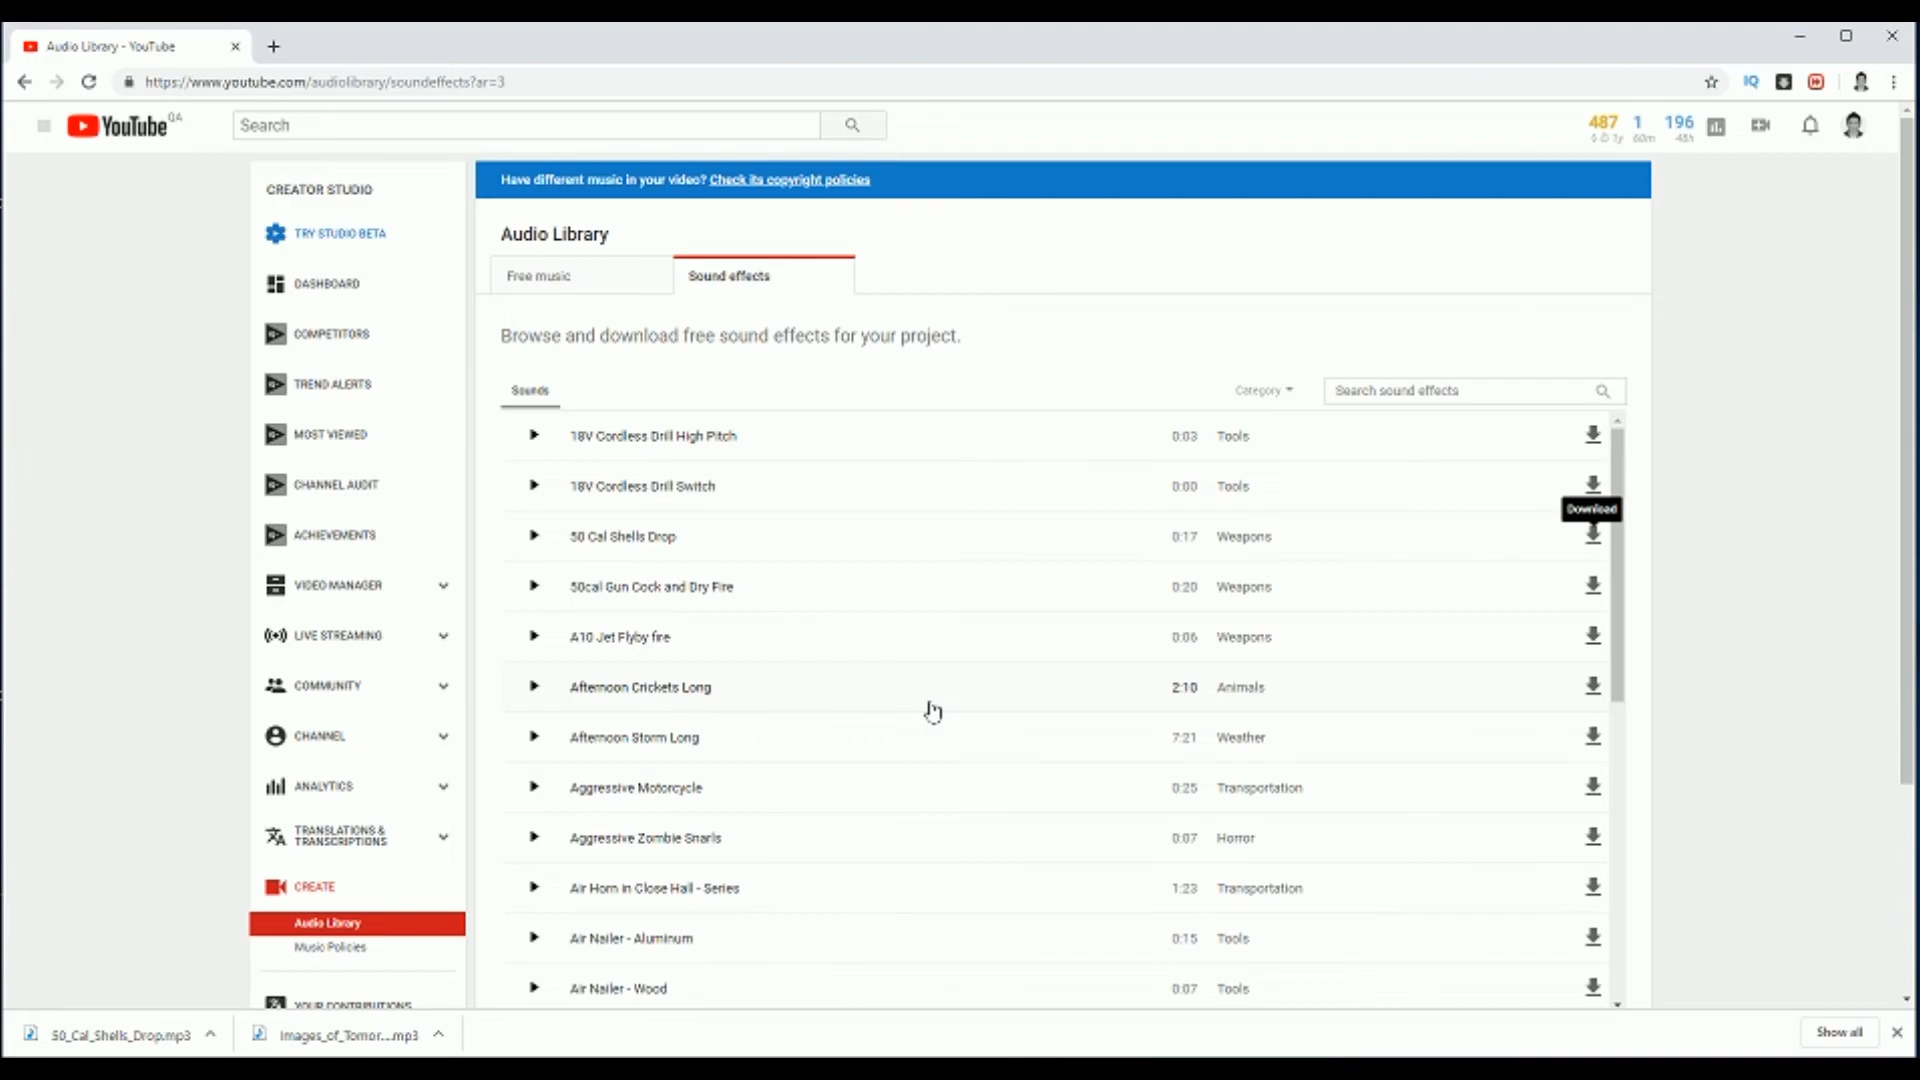 Audio Library - YouTube
https://www.youtube.com/audiolibrary/soundeffects?ar=3
IQ
YouTube QA
Search
487 1 196
60m 48h
CREATOR STUDIO
TRY STUDIO BETA
DASHBOARD
COMPETITORS
TREND ALERTS
MOST VIEWED
CHANNEL AUDIT
ACHIEVEMENTS
VIDEO MANAGER
LIVE STREAMING
COMMUNITY
CHANNEL
ANALYTICS
TRANSLATIONS &
TRANSCRIPTIONS
CREATE
Audio Library
Music Policies
YOUR CONTRIBUTIONS
Have different music in your video? Check its copyright policies
Audio Library
Free music
Sound effects
Browse and download free sound effects for your project.
Sounds
Category
Search sound effects
18V Cordless Drill High Pitch 0:03 Tools
18V Cordless Drill Switch 0:00 Tools
Download
50 Cal Shells Drop 0:17 Weapons
50cal Gun Cock and Dry Fire 0:20 Weapons
A10 Jet Flyby fire 0:06 Weapons
Afternoon Crickets Long 2:10 Animals
Afternoon Storm Long 7:21 Weather
Aggressive Motorcycle 0:25 Transportation
Aggressive Zombie Snarls 0:07 Horror
Air Horn in Close Hall - Series 1:23 Transportation
Air Nailer - Aluminum 0:15 Tools
Air Nailer - Wood 0:07 Tools
50_Cal_Shells_Drop.mp3
Images_of_Tomor....mp3
Show all